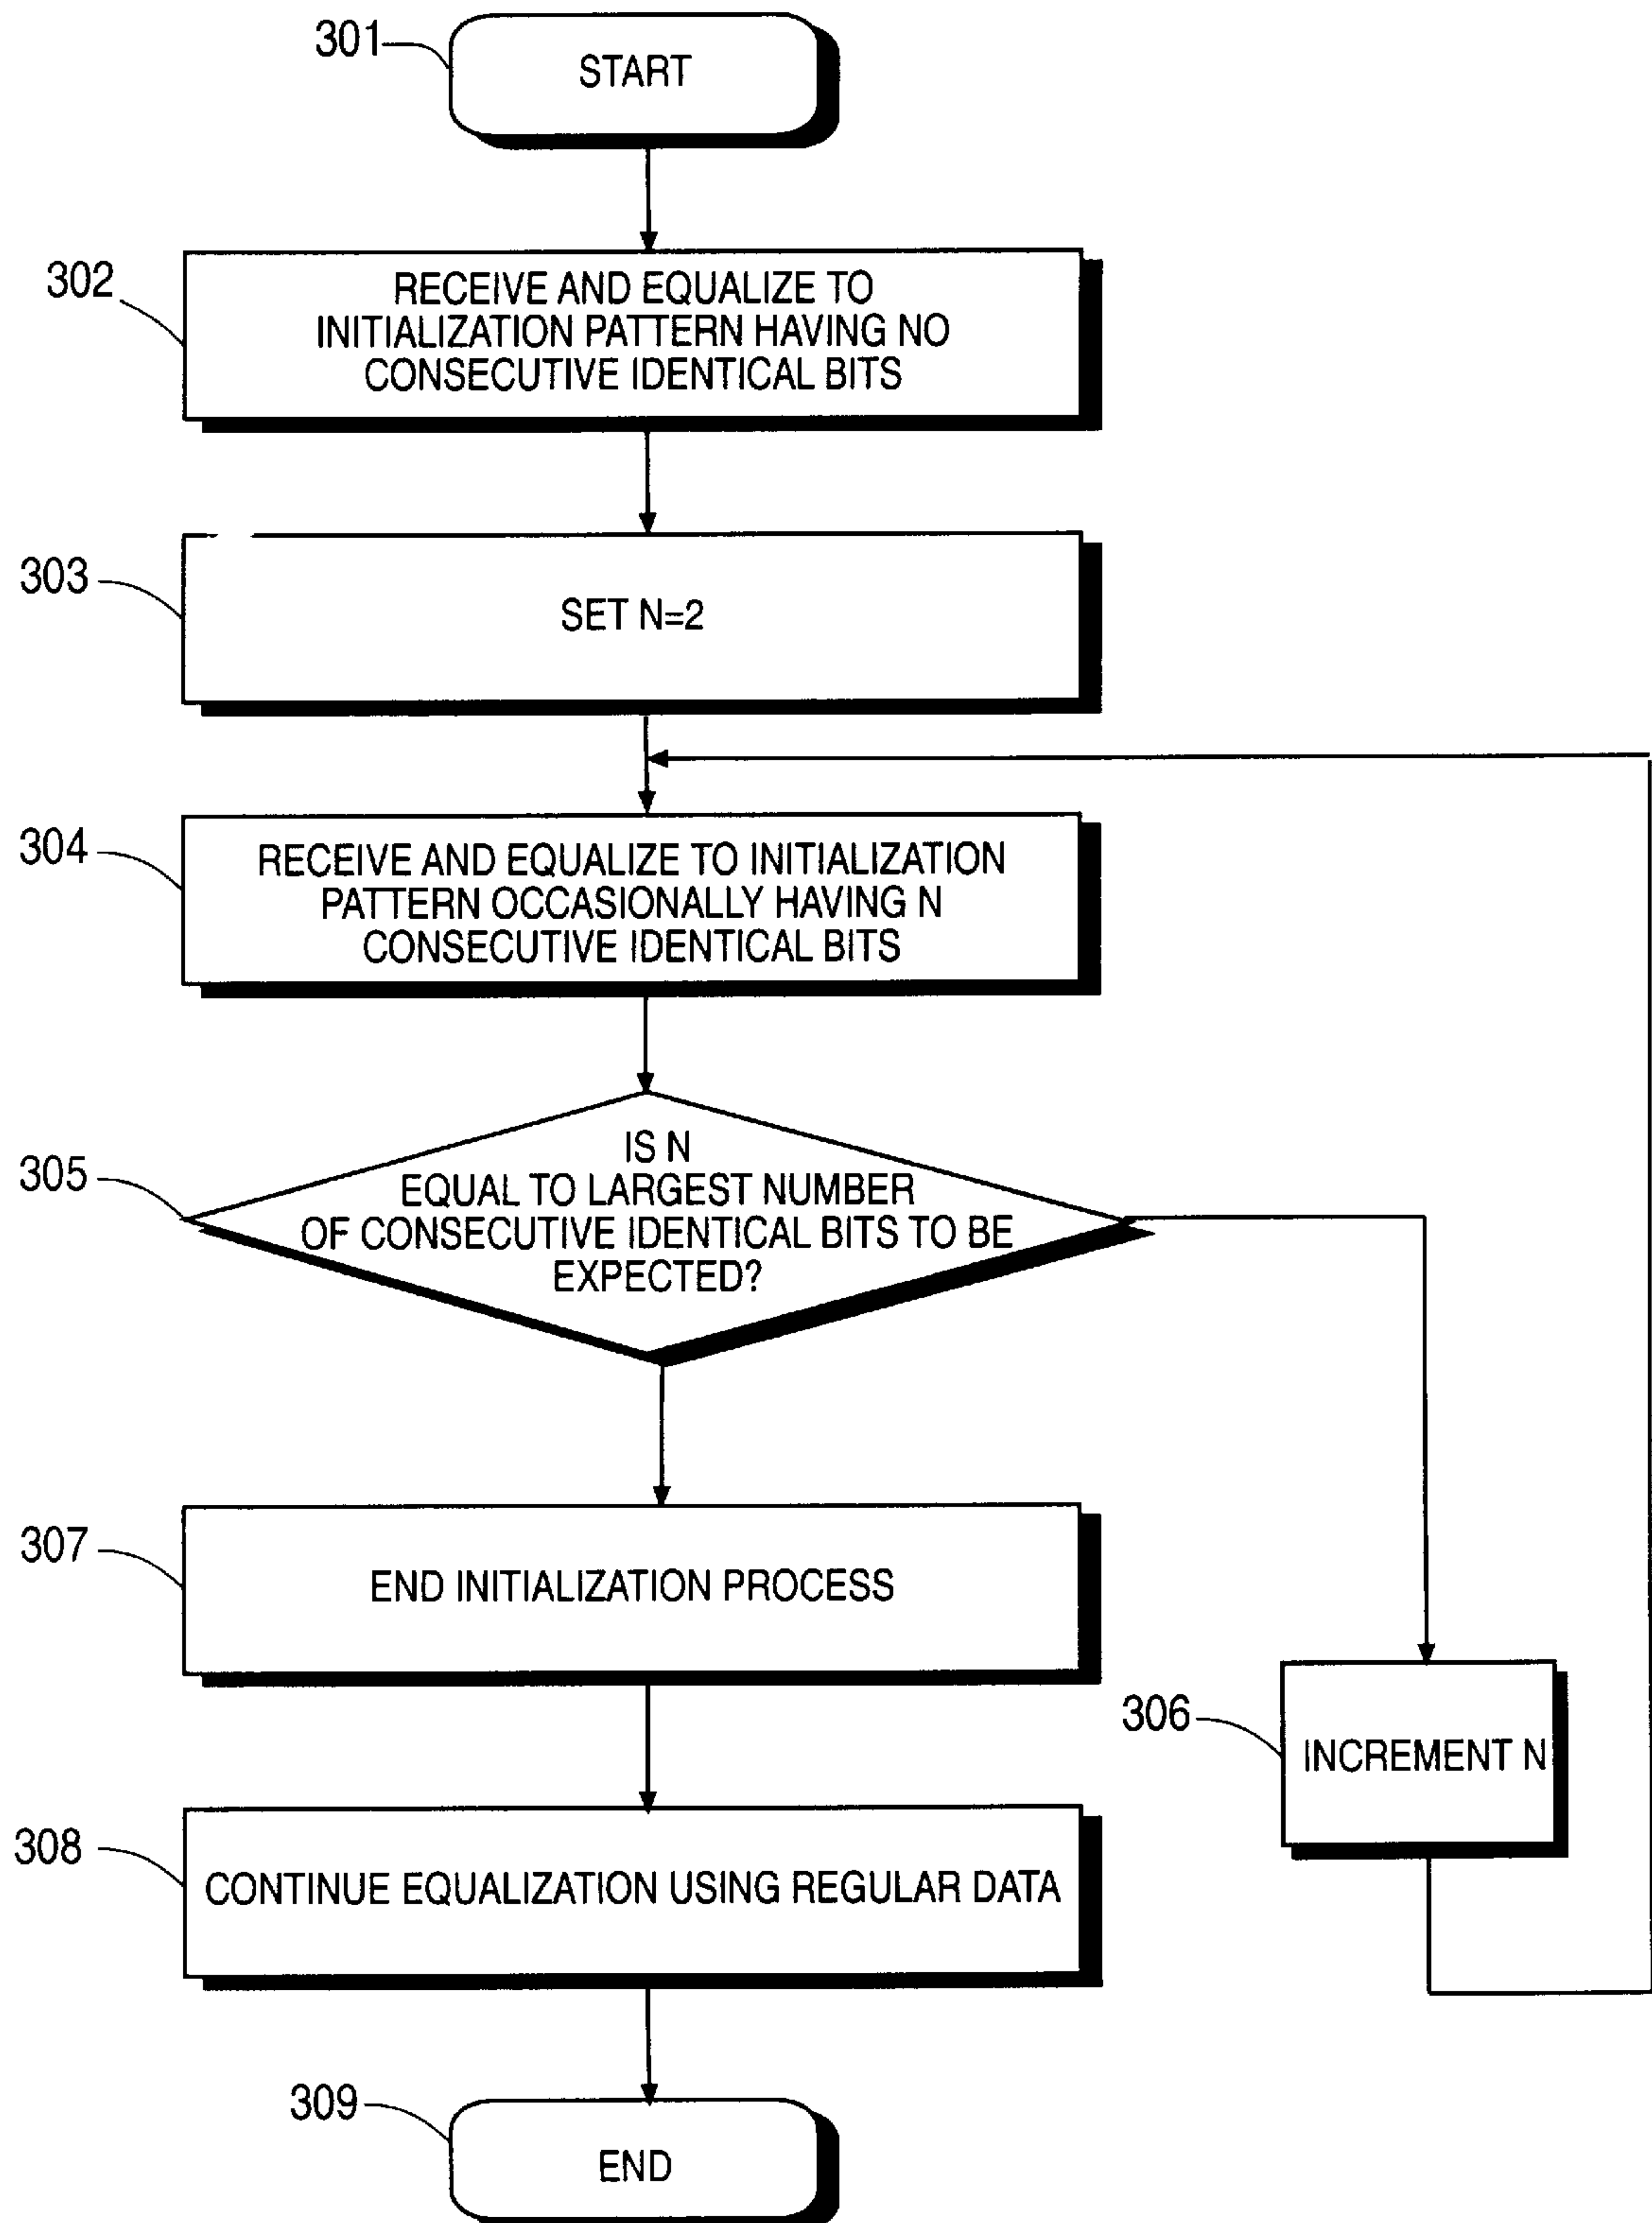 301
START
302
RECEIVE AND EQUALIZE TO
INITIALIZATION PATTERN HAVING NO
CONSECUTIVE IDENTICAL BITS
303
SET N=2
304
RECEIVE AND EQUALIZE TO INITIALIZATION
PATTERN OCCASIONALLY HAVING N
CONSECUTIVE IDENTICAL BITS
305
IS N
EQUAL TO LARGEST NUMBER
OF CONSECUTIVE IDENTICAL BITS TO BE
EXPECTED?
307
END INITIALIZATION PROCESS
306
INCREMENT N
308
CONTINUE EQUALIZATION USING REGULAR DATA
309
END